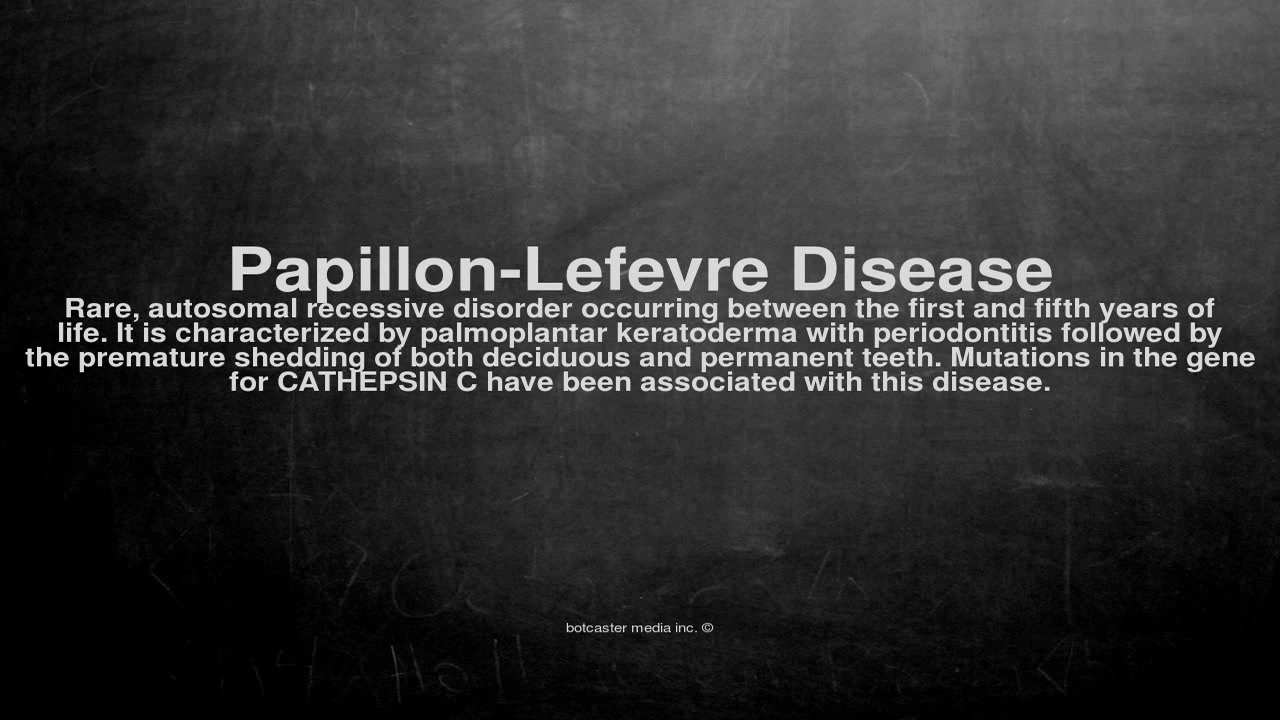 Papillon-Lefevre Disease
Rare, autosomal recessive disorder occurring between the first and fifth years of
life. It is characterized by palmoplantar keratoderma with periodontitis followed by
the premature shedding of both deciduous and permanent teeth. Mutations in the gene
for CATHEPSIN C have been associated with this disease.
botcaster media inc. ©